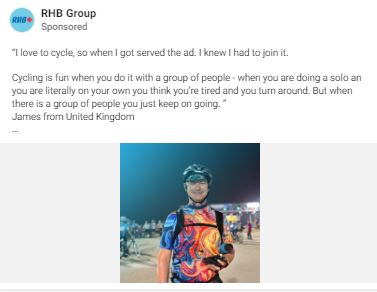 RHB Group
RHB
Sponsored
“I love to cycle, so when I got served the ad. I knew I had to join it.
Cycling is fun when you do it with a group of people - when you are doing a solo an
you are literally on your own you think you’re tired and you turn around. But when
there is a group of people you just keep on going. ”
James from United Kingdom
...